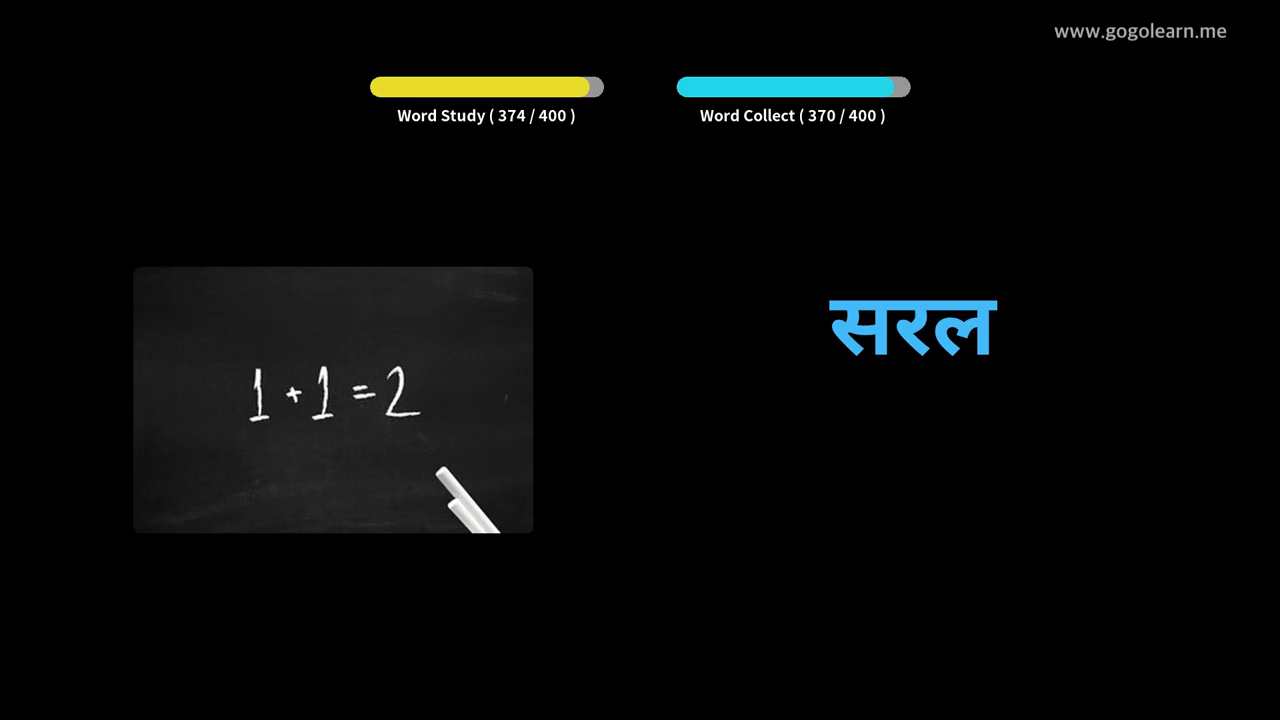 www.gogolearn.me
Word Study ( 374 / 400 )
Word Collect ( 370 / 400 )
1 + 1 = 2
सरल